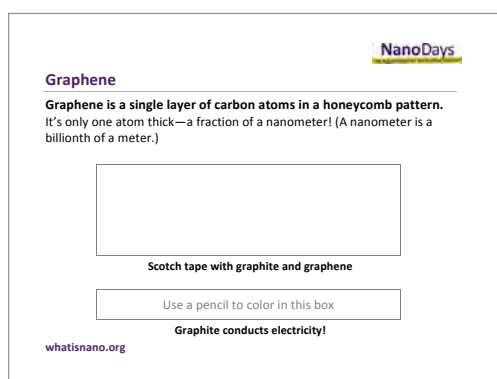 NanoDays
Graphene
Graphene is a single layer of carbon atoms in a honeycomb pattern.
It's only one atom thick—a fraction of a nanometer! (A nanometer is a
billionth of a meter.)
Scotch tape with graphite and graphene
Use a pencil to color in this box
Graphite conducts electricity!
whatisnano.org